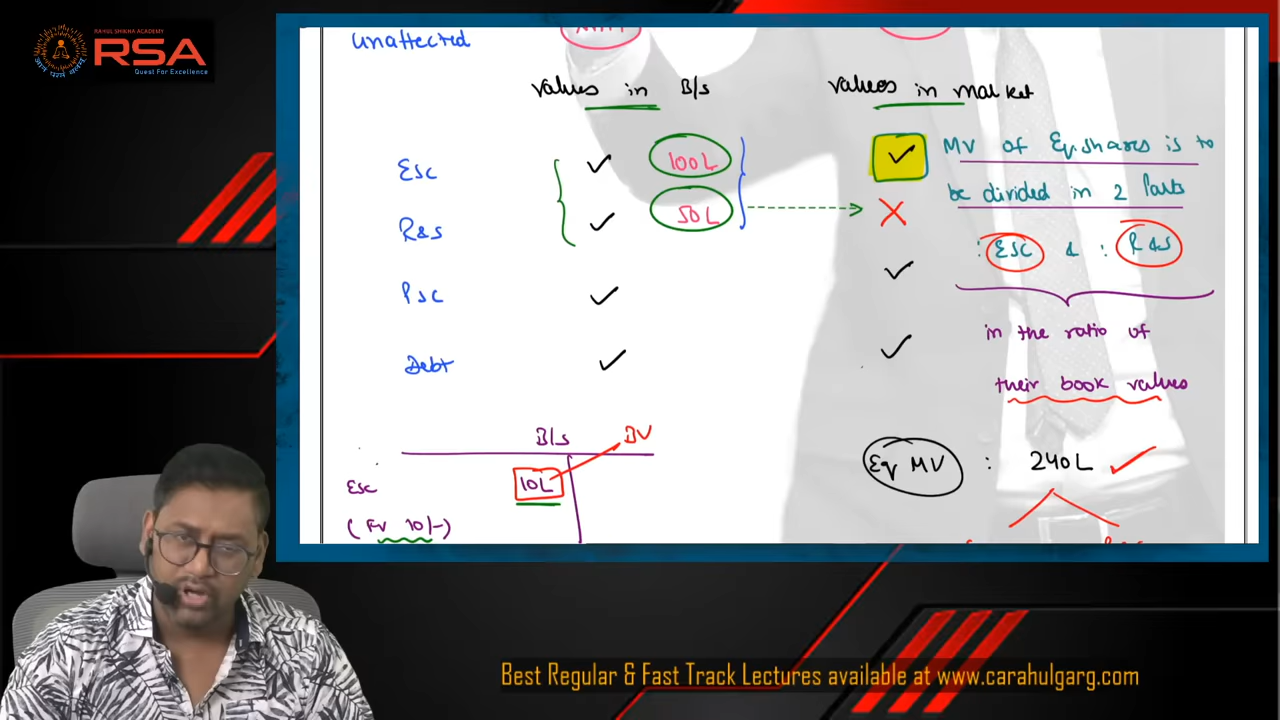 RAHUL SHIKHA ACADEMY
RSA
Quest For Excellence
Unaffected
Values in B/s
Values in market
ESC
100L
MV of Eq. shares is to
be divided in 2 Parts
R&S
50L
: ESC & : R&S
PSC
in the ratio of
Debt
their book values
B/s
BV
Eq MV : 240L
ESC
10L
(FV 10/-)
Best Regular & Fast Track Lectures available at www.carahulgarg.com